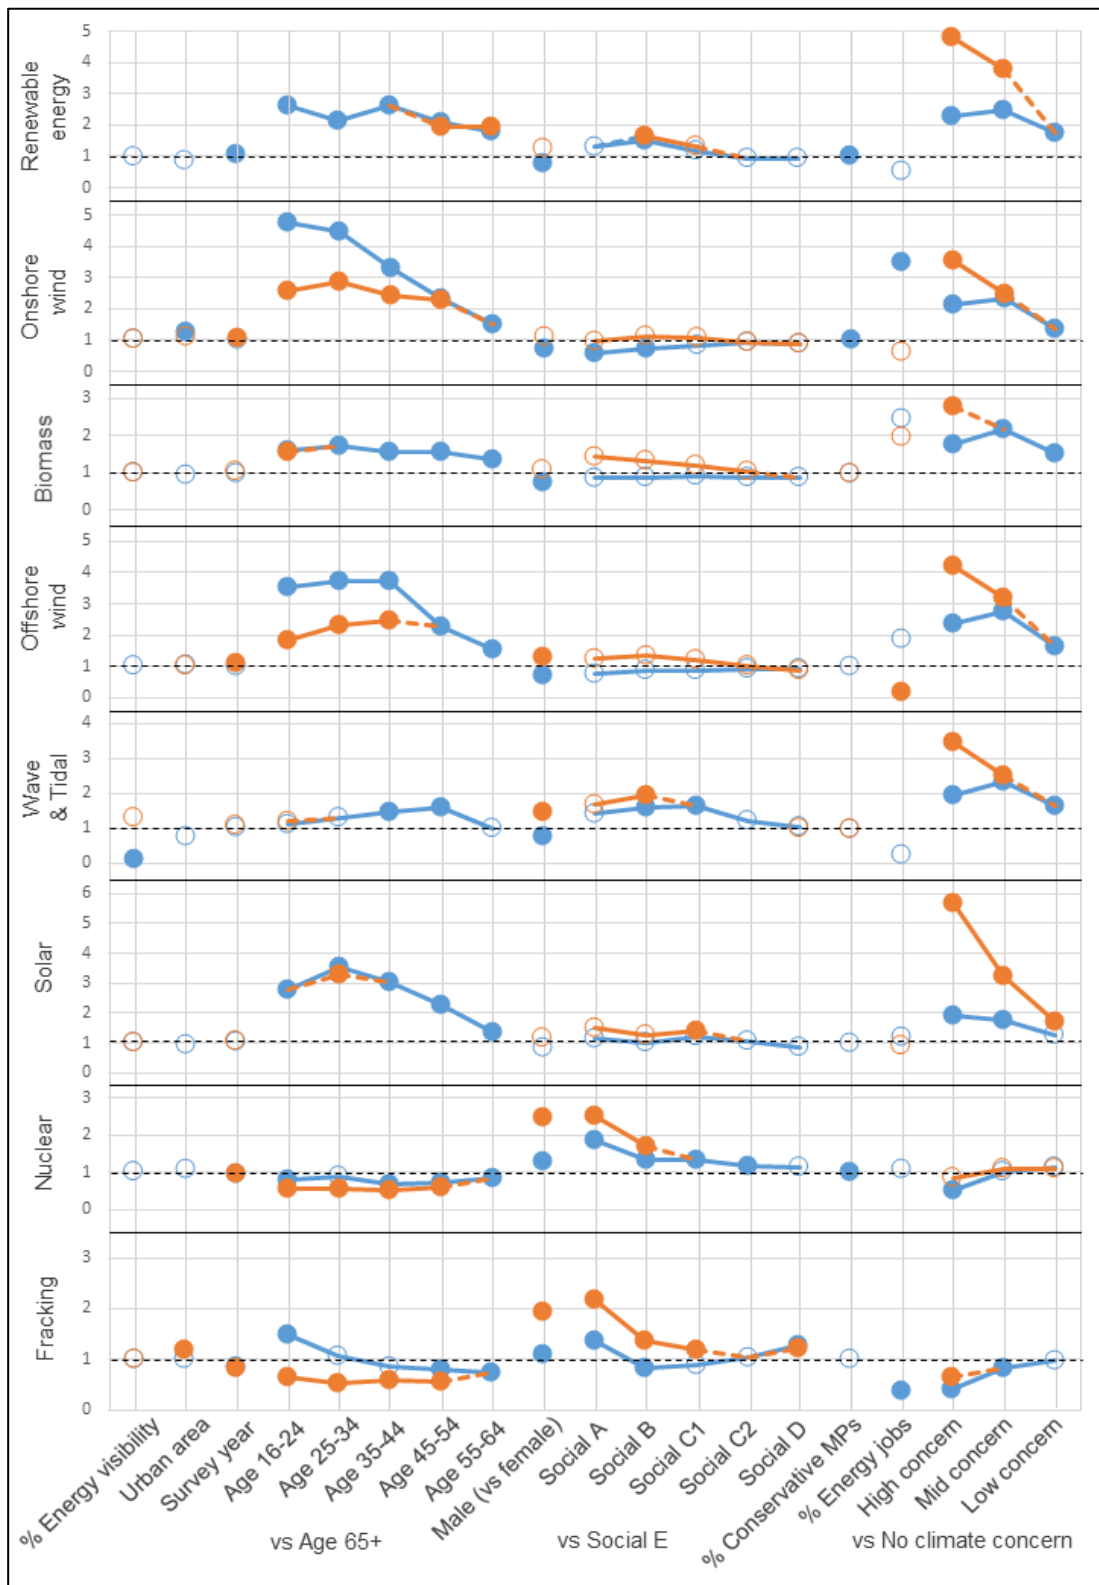 Renewable
energy
5
4
3
2
1
0
Onshore
wind
5
4
3
2
1
0
Biomass
3
2
1
0
Offshore
wind
5
4
3
2
1
0
Wave
& Tidal
4
3
2
1
0
Solar
6
5
4
3
2
1
0
Nuclear
3
2
1
0
Fracking
3
2
1
0
% Energy visibility
Urban area
Survey year
Age 16-24
Age 25-34
Age 35-44
Age 45-54
Age 55-64
Male (vs female)
Social A
Social B
Social C1
Social C2
Social D
% Conservative MPs
% Energy jobs
High concern
Mid concern
Low concern
vs Age 65+
vs Social E
vs No climate concern